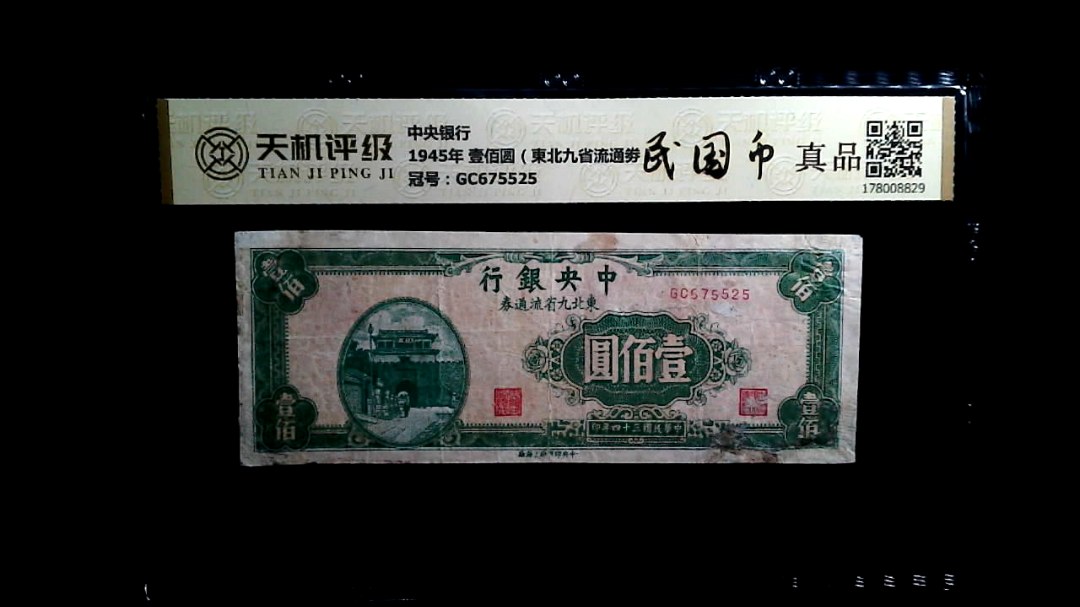 天机评级
TIAN JI PING JI
中央银行
1945年 壹佰圆（東北九省流通券
冠号：GC675525
民国币
真品
178008829
行銀央中
券通流省九北東
GC675525
圓佰壹
壹佰
壹佰
印年四十三國民華中